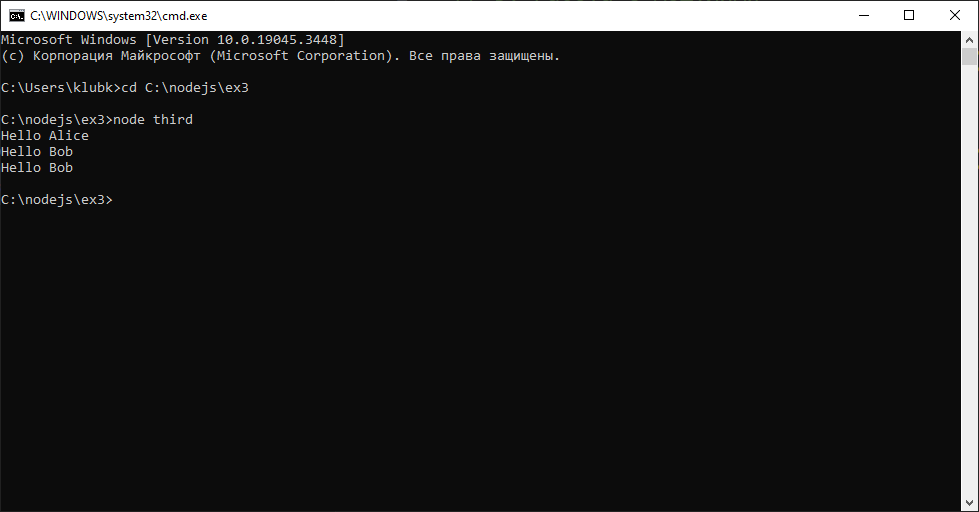 C:\WINDOWS\system32\cmd.exe
Microsoft Windows [Version 10.0.19045.3448]
(c) Корпорация Майкрософт (Microsoft Corporation). Все права защищены.
C:\Users\klubk>cd C:\nodejs\ex3
C:\nodejs\ex3>node third
Hello Alice
Hello Bob
Hello Bob
C:\nodejs\ex3>